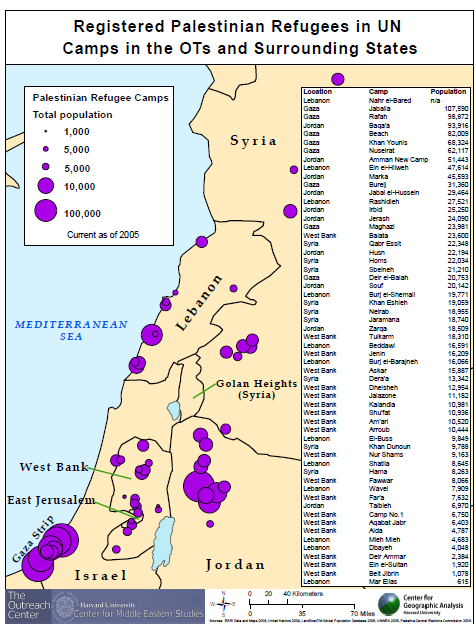 Registered Palestinian Refugees in UN
Camps in the OTs and Surrounding States
Palestinian Refugee Camps
Total population
1,000
5,000
5,000
10,000
100,000
Current as of 2005
Syria
Lebanon
MEDITERRANEAN
SEA
Golan Heights
(Syria)
West Bank
East Jerusalem
Gaza Strip
Israel
Jordan
Location Camp Population
Lebanon Nahr el-Bared n/a
Gaza Jabalia 107,590
Gaza Rafah 98,872
Jordan Baqa'a 93,916
Gaza Beach 82,009
Gaza Khan Younis 68,324
Gaza Nuseirat 62,117
Jordan Amman New Camp 51,443
Lebanon Ein el-Hilweh 47,614
Jordan Marka 45,593
Gaza Bureij 31,360
Jordan Jabal el-Hussein 29,464
Lebanon Rashidieh 27,521
Jordan Irbid 25,250
Jordan Jerash 24,090
Gaza Maghazi 23,981
West Bank Balata 23,600
Syria Qabr Essit 22,348
Jordan Husn 22,194
Syria Homs 22,034
Syria Sbeineh 21,210
Gaza Deir el-Balah 20,753
Jordan Souf 20,142
Lebanon Burj el-Shemali 19,771
Syria Khan Eshieh 19,059
Syria Neirab 18,955
Syria Jaramana 18,740
Jordan Zarqa 18,509
West Bank Tulkarm 18,310
Lebanon Beddawi 16,591
West Bank Jenin 16,209
Lebanon Burj el-Barajneh 16,066
West Bank Askar 15,887
Syria Dera'a 13,342
West Bank Dheisheh 12,954
West Bank Jalazone 11,182
West Bank Kalandia 10,981
West Bank Shu'fat 10,936
West Bank Am'ari 10,520
West Bank Arroub 10,444
Lebanon El-Buss 9,849
Syria Khan Dunoun 9,788
West Bank Nur Shams 9,163
Lebanon Shatila 8,645
Syria Hama 8,263
West Bank Fawwar 8,066
Lebanon Wavel 7,909
West Bank Far'a 7,632
Jordan Talbieh 6,970
West Bank Camp No.1 6,750
West Bank Aqabat Jabr 6,403
West Bank Aida 4,787
Lebanon Mieh Mieh 4,683
Lebanon Dbayeh 4,048
West Bank Deir Ammar 2,384
West Bank Ein el-Sultan 1,920
West Bank Beit Jibrin 1,078
Lebanon Mar Elias 615
The
Outreach
Center
Harvard University
Center for Middle Eastern Studies
N
W E
S
0 20 40 Kilometers
0 35 70 Miles
Center for
Geographic Analysis
Harvard University